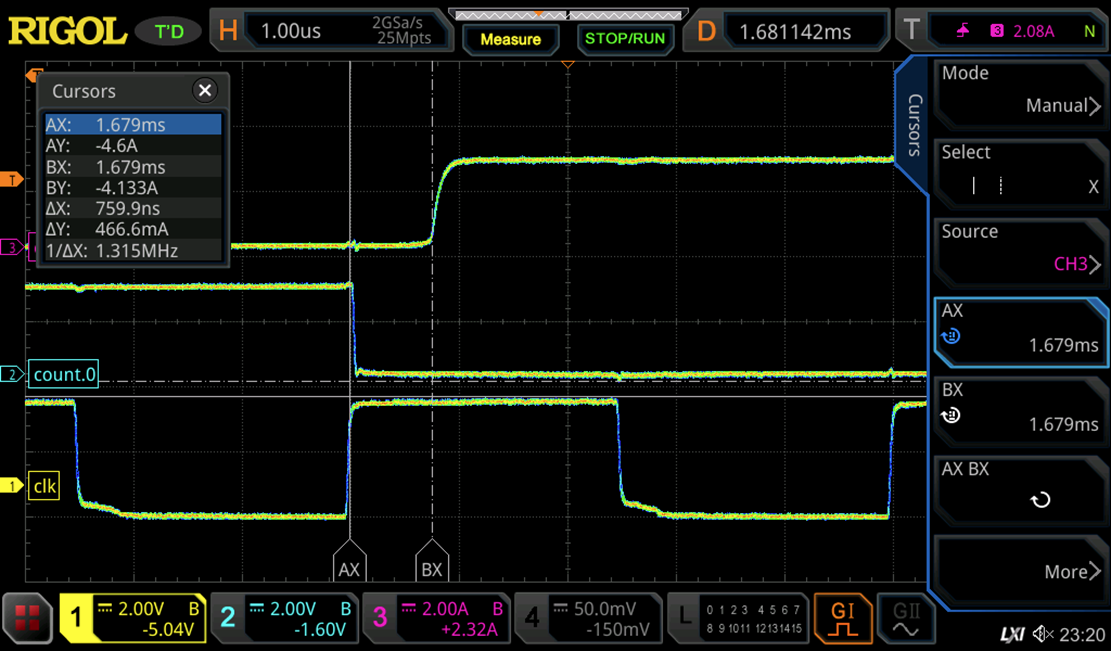 RIGOL T'D H 1.00us 2GSa/s 25Mpts Measure STOP/RUN D 1.681142ms T 3 2.08A N
Cursors
AX: 1.679ms
AY: -4.6A
BX: 1.679ms
BY: -4.133A
ΔX: 759.9ns
ΔY: 466.6mA
1/ΔX: 1.315MHz
T
3
2 count.0
1 clk
AX BX
Cursors
Mode
Manual
Select
X
Source
CH3
AX
1.679ms
BX
1.679ms
AX BX
More
1 2.00V B -5.04V
2 2.00V B -1.60V
3 2.00A B +2.32A
4 50.0mV -150mV
L 0 1 2 3 4 5 6 7
8 9 10 11 12 13 14 15
GI
GII
LXI 23:20